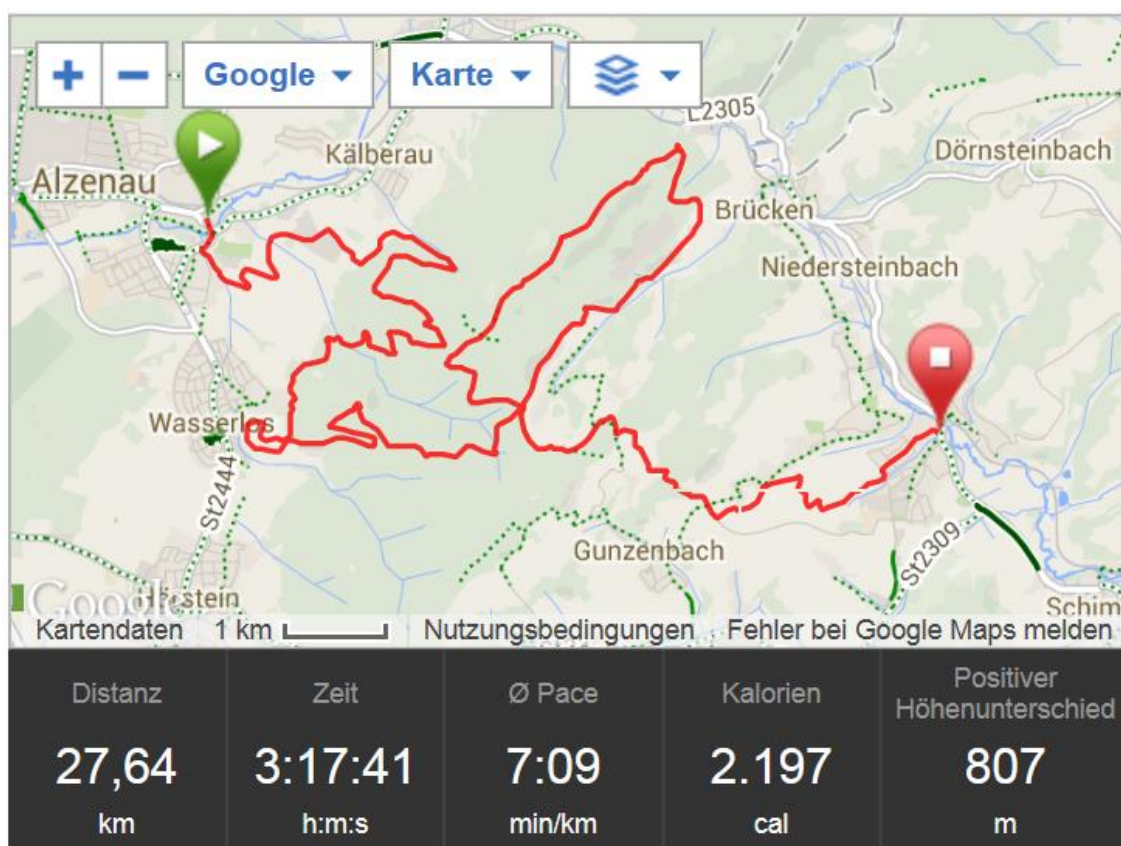 +
−
Google
Karte
L2305
Kälberau
Dörnsteinbach
Alzenau
Brücken
Niedersteinbach
Wasserlos
St2444
Gunzenbach
St2309
Google
Hörstein
Schim
Kartendaten 1 km Nutzungsbedingungen Fehler bei Google Maps melden
Distanz
27,64
km
Zeit
3:17:41
h:m:s
Ø Pace
7:09
min/km
Kalorien
2.197
cal
Positiver
Höhenunterschied
807
m